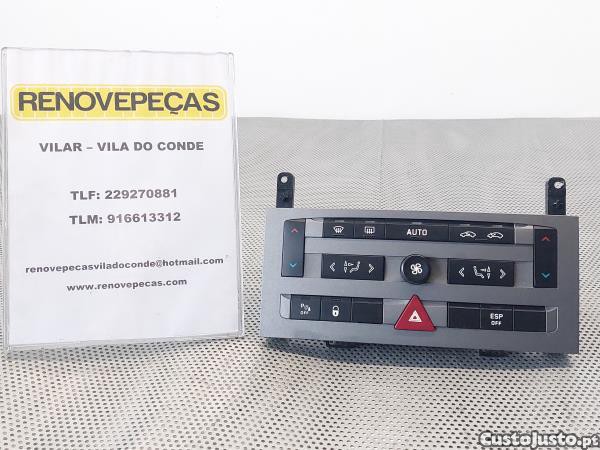 RENOVEPEÇAS
VILAR – VILA DO CONDE
TLF: 229270881
TLM: 916613312
renovepecasviladoconde@hotmail.com
www.renovepecas.com
AUTO
OFF
ESP
OFF
CustoJusto.pt